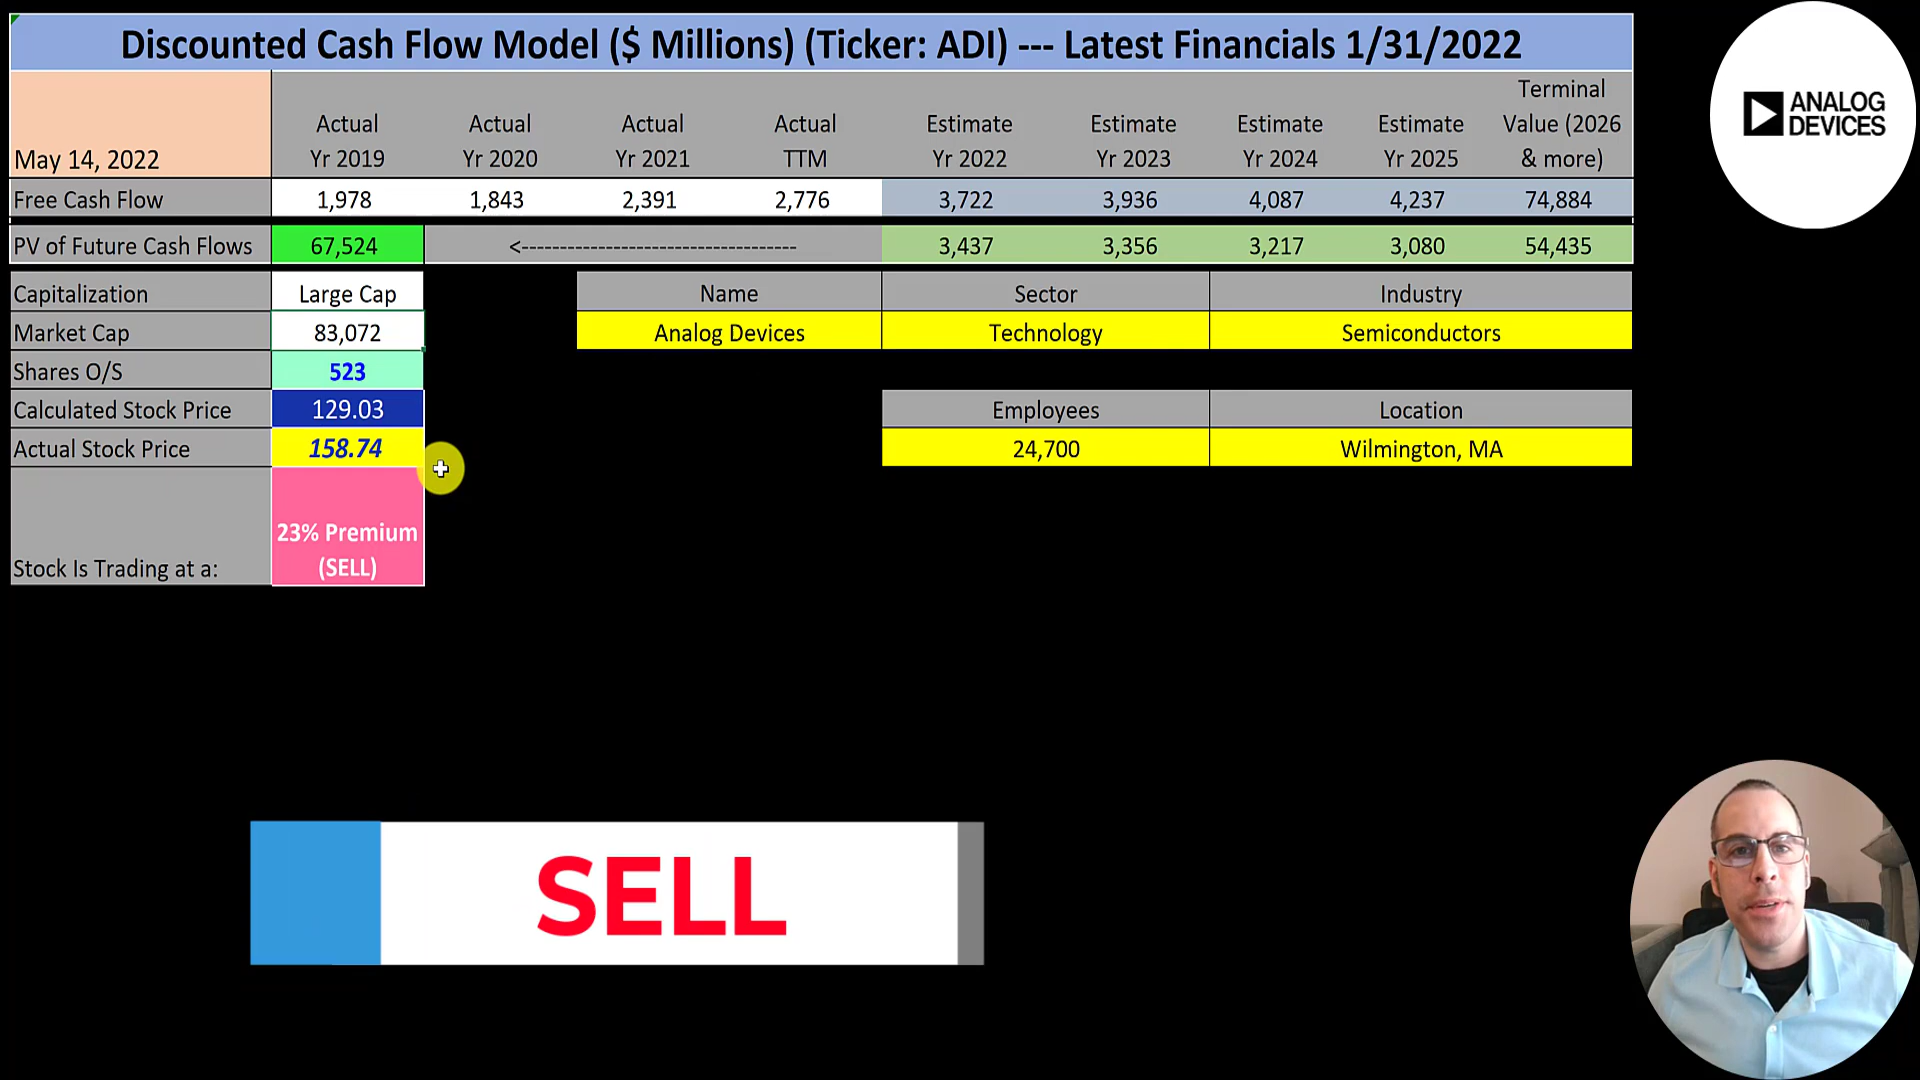 Discounted Cash Flow Model ($ Millions) (Ticker: ADI) --- Latest Financials 1/31/2022
ANALOG
DEVICES
May 14, 2022 Actual Yr 2019 Actual Yr 2020 Actual Yr 2021 Actual TTM Estimate Yr 2022 Estimate Yr 2023 Estimate Yr 2024 Estimate Yr 2025 Terminal Value (2026 & more)
Free Cash Flow 1,978 1,843 2,391 2,776 3,722 3,936 4,087 4,237 74,884
PV of Future Cash Flows 67,524 <------------------------------------ 3,437 3,356 3,217 3,080 54,435
Capitalization Large Cap Name Sector Industry
Market Cap 83,072 Analog Devices Technology Semiconductors
Shares O/S 523
Calculated Stock Price 129.03 Employees Location
Actual Stock Price 158.74 24,700 Wilmington, MA
23% Premium
Stock Is Trading at a: (SELL)
SELL